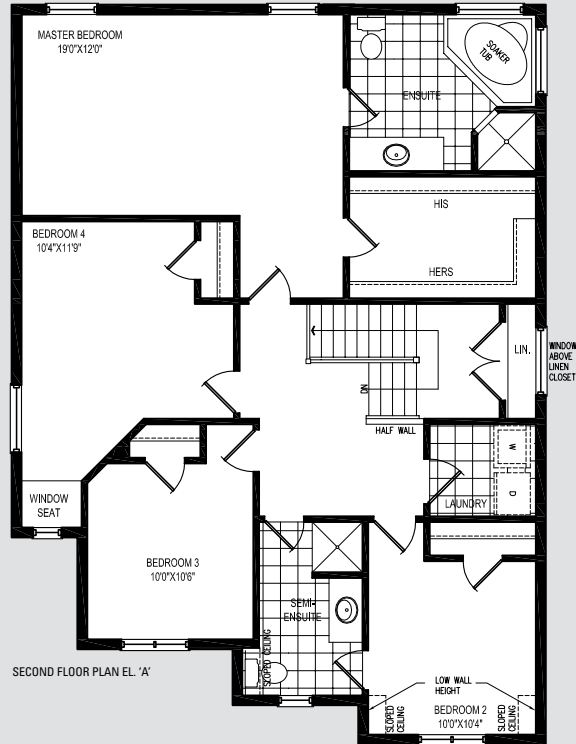 MASTER BEDROOM
19'0"X12'0"
SOAKER
TUB
ENSUITE
HIS
HERS
BEDROOM 4
10'4"X11'9"
LIN.
WINDOW
ABOVE
LINEN
CLOSET
DN
HALF WALL
W
D
LAUNDRY
WINDOW
SEAT
BEDROOM 3
10'0"X10'6"
SEMI-
ENSUITE
SLOPED CEILING
SECOND FLOOR PLAN EL. 'A'
LOW WALL
HEIGHT
SLOPED
CEILING
BEDROOM 2
10'0"X10'4"
SLOPED
CEILING